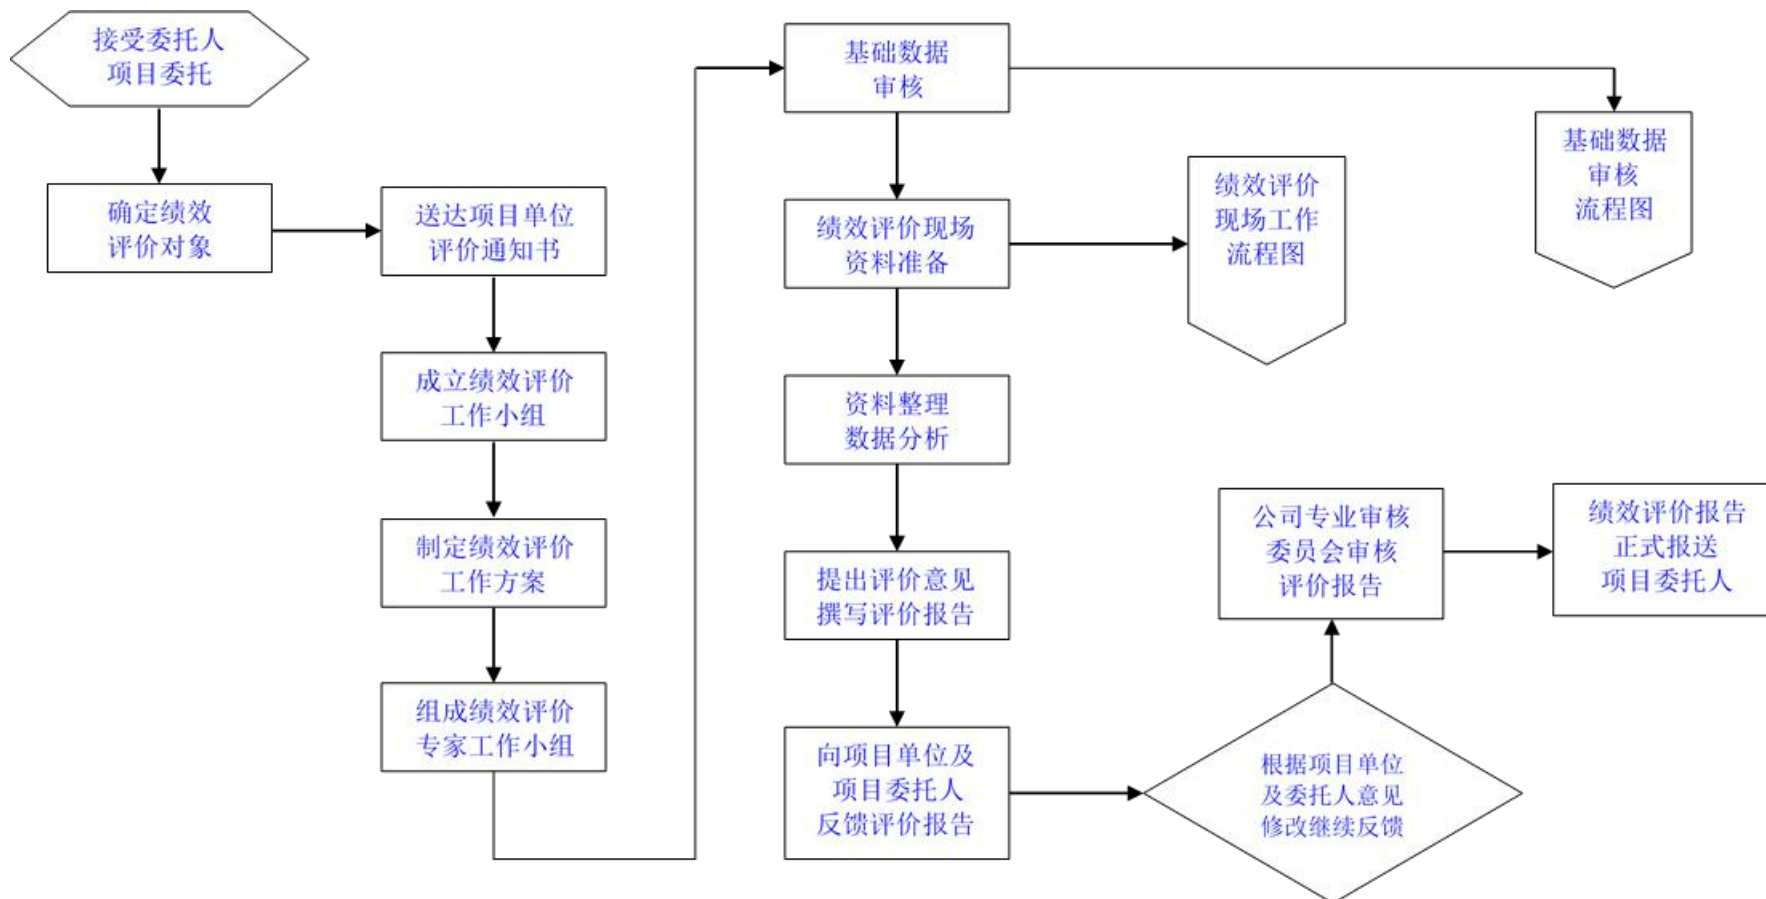 接受委托人
项目委托
确定绩效
评价对象
送达项目单位
评价通知书
成立绩效评价
工作小组
制定绩效评价
工作方案
组成绩效评价
专家工作小组
基础数据
审核
基础数据
审核
流程图
绩效评价现场
资料准备
绩效评价
现场工作
流程图
资料整理
数据分析
提出评价意见
撰写评价报告
向项目单位及
项目委托人
反馈评价报告
根据项目单位
及委托人意见
修改继续反馈
公司专业审核
委员会审核
评价报告
绩效评价报告
正式报送
项目委托人